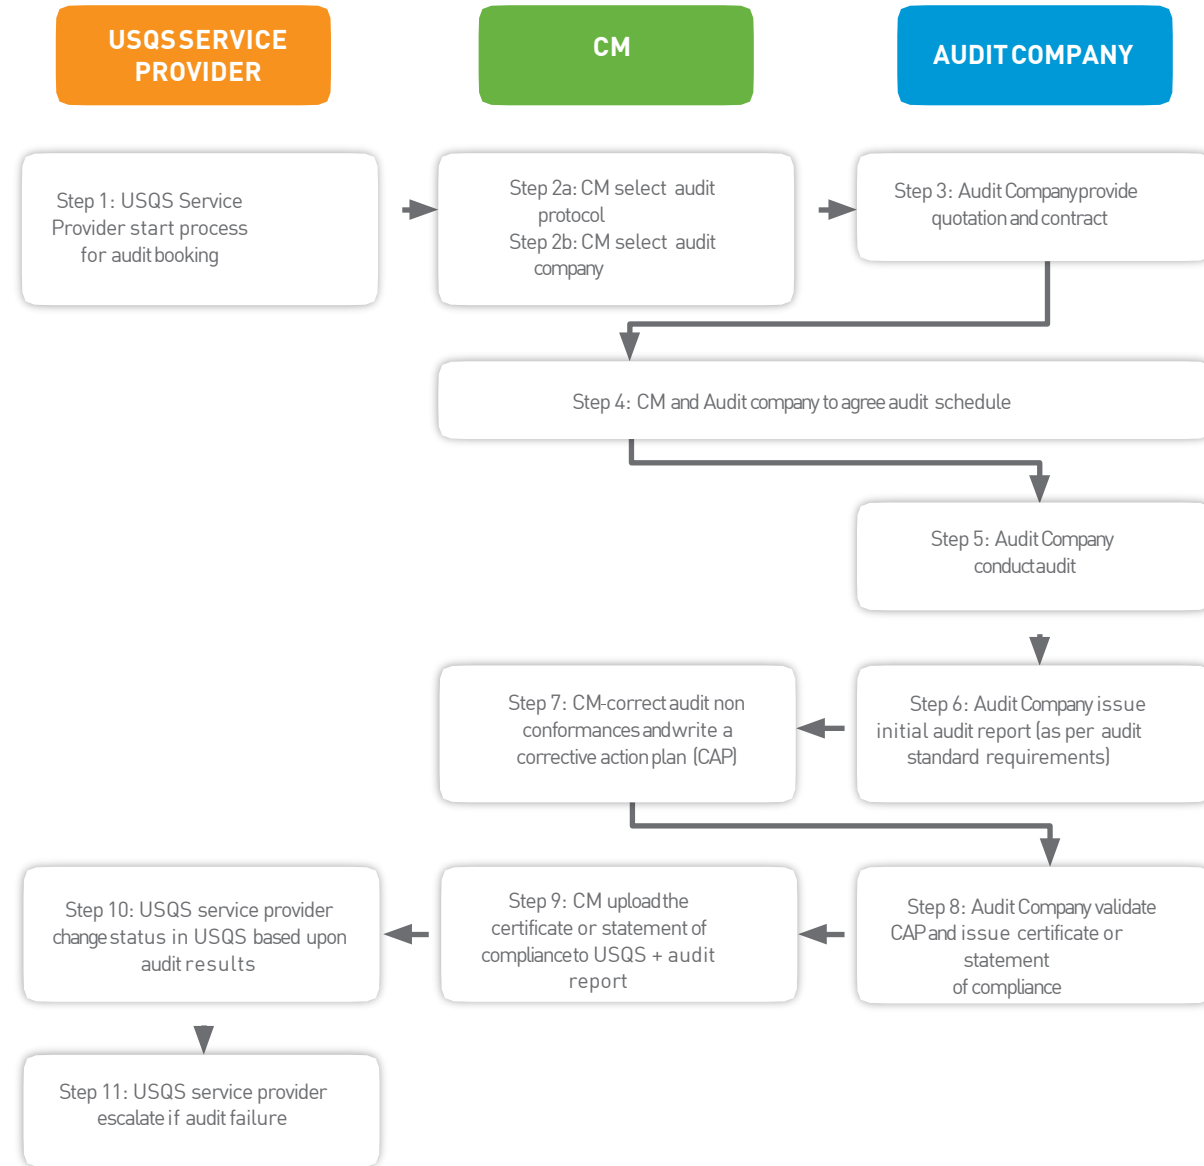 USQS SERVICE
PROVIDER
CM
AUDIT COMPANY
Step 1: USQS Service
Provider start process
for audit booking
Step 2a: CM select audit
protocol
Step 2b: CM select audit
company
Step 3: Audit Company provide
quotation and contract
Step 4: CM and Audit company to agree audit schedule
Step 5: Audit Company
conduct audit
Step 7: CM-correct audit non
conformances and write a
corrective action plan (CAP)
Step 6: Audit Company issue
initial audit report (as per audit
standard requirements)
Step 10: USQS service provider
change status in USQS based upon
audit results
Step 9: CM upload the
certificate or statement of
compliance to USQS + audit
report
Step 8: Audit Company validate
CAP and issue certificate or
statement
of compliance
Step 11: USQS service provider
escalate if audit failure